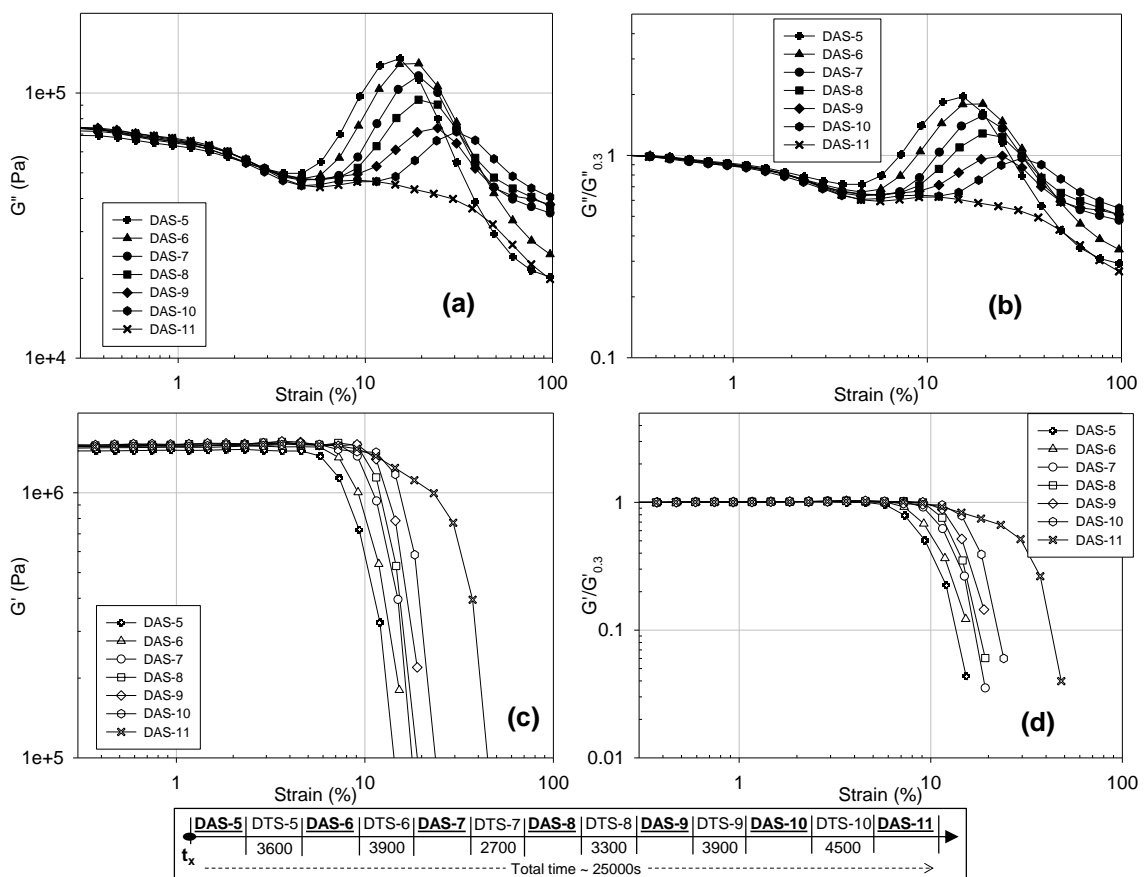 1e+5
1e+4
G" (Pa)
DAS-5
DAS-6
DAS-7
DAS-8
DAS-9
DAS-10
DAS-11
(a)
1
10
100
Strain (%)
1
0.1
G"/G"0.3
DAS-5
DAS-6
DAS-7
DAS-8
DAS-9
DAS-10
DAS-11
(b)
1
10
100
Strain (%)
1e+6
1e+5
G' (Pa)
DAS-5
DAS-6
DAS-7
DAS-8
DAS-9
DAS-10
DAS-11
(c)
1
10
100
Strain (%)
1
0.1
0.01
G'/G'0.3
DAS-5
DAS-6
DAS-7
DAS-8
DAS-9
DAS-10
DAS-11
(d)
1
10
100
Strain (%)
DAS-5 DTS-5 DAS-6 DTS-6 DAS-7 DTS-7 DAS-8 DTS-8 DAS-9 DTS-9 DAS-10 DTS-10 DAS-11
tx 3600 3900 2700 3300 3900 4500
Total time ~ 25000s